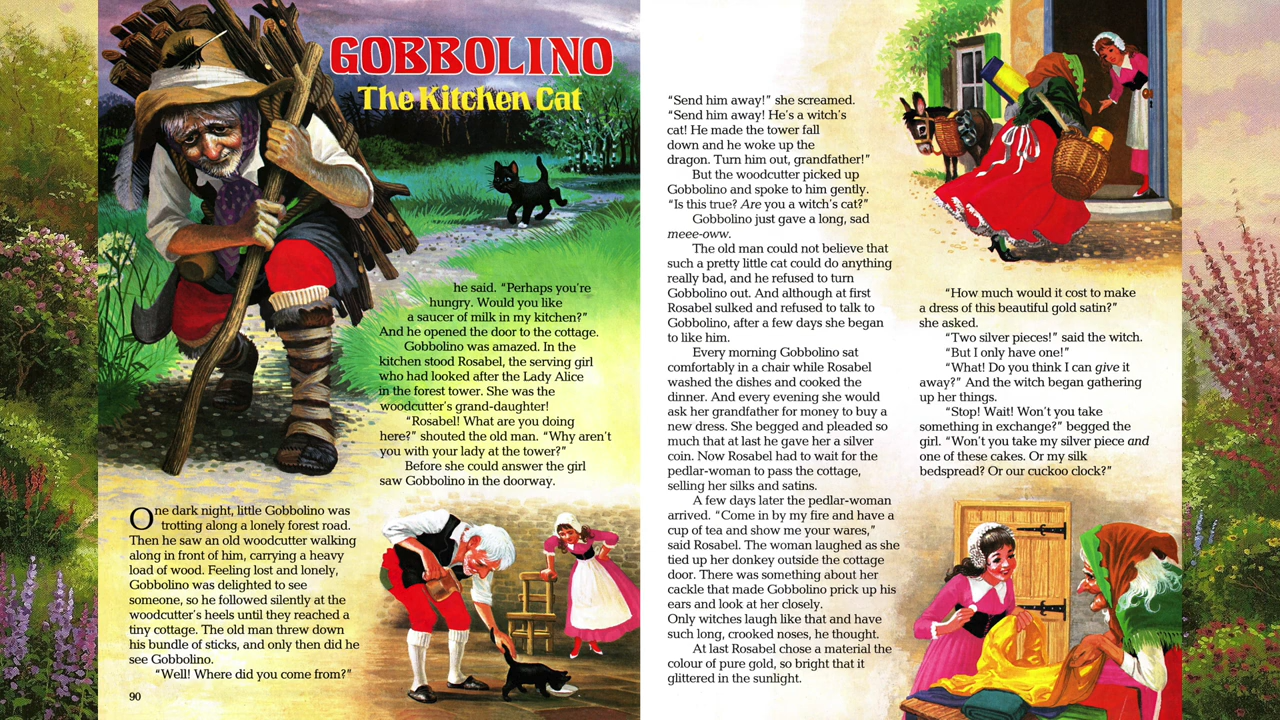 GOBBOLINO
The Kitchen Cat
One dark night, little Gobbolino was
trotting along a lonely forest road.
Then he saw an old woodcutter walking
along in front of him, carrying a heavy
load of wood. Feeling lost and lonely,
Gobbolino was delighted to see
someone, so he followed silently at the
woodcutter's heels until they reached a
tiny cottage. The old man threw down
his bundle of sticks, and only then did he
see Gobbolino.
"Well! Where did you come from?"
90
he said. "Perhaps you're
hungry. Would you like
a saucer of milk in my kitchen?"
And he opened the door to the cottage.
Gobbolino was amazed. In the
kitchen stood Rosabel, the serving girl
who had looked after the Lady Alice
in the forest tower. She was the
woodcutter's grand-daughter!
"Rosabel! What are you doing
here?" shouted the old man. "Why aren't
you with your lady at the tower?"
Before she could answer the girl
saw Gobbolino in the doorway.
"Send him away!" she screamed.
"Send him away! He's a witch's
cat! He made the tower fall
down and he woke up the
dragon. Turn him out, grandfather!"
But the woodcutter picked up
Gobbolino and spoke to him gently.
"Is this true? Are you a witch's cat?"
Gobbolino just gave a long, sad
meee-oww.
The old man could not believe that
such a pretty little cat could do anything
really bad, and he refused to turn
Gobbolino out. And although at first
Rosabel sulked and refused to talk to
Gobbolino, after a few days she began
to like him.
Every morning Gobbolino sat
comfortably in a chair while Rosabel
washed the dishes and cooked the
dinner. And every evening she would
ask her grandfather for money to buy a
new dress. She begged and pleaded so
much that at last he gave her a silver
coin. Now Rosabel had to wait for the
pedlar-woman to pass the cottage,
selling her silks and satins.
A few days later the pedlar-woman
arrived. "Come in by my fire and have a
cup of tea and show me your wares,"
said Rosabel. The woman laughed as she
tied up her donkey outside the cottage
door. There was something about her
cackle that made Gobbolino prick up his
ears and look at her closely.
Only witches laugh like that and have
such long, crooked noses, he thought.
At last Rosabel chose a material the
colour of pure gold, so bright that it
glittered in the sunlight.
"How much would it cost to make
a dress of this beautiful gold satin?"
she asked.
"Two silver pieces!" said the witch.
"But I only have one!"
"What! Do you think I can give it
away?" And the witch began gathering
up her things.
"Stop! Wait! Won't you take
something in exchange?" begged the
girl. "Won't you take my silver piece and
one of these cakes. Or my silk
bedspread? Or our cuckoo clock?"